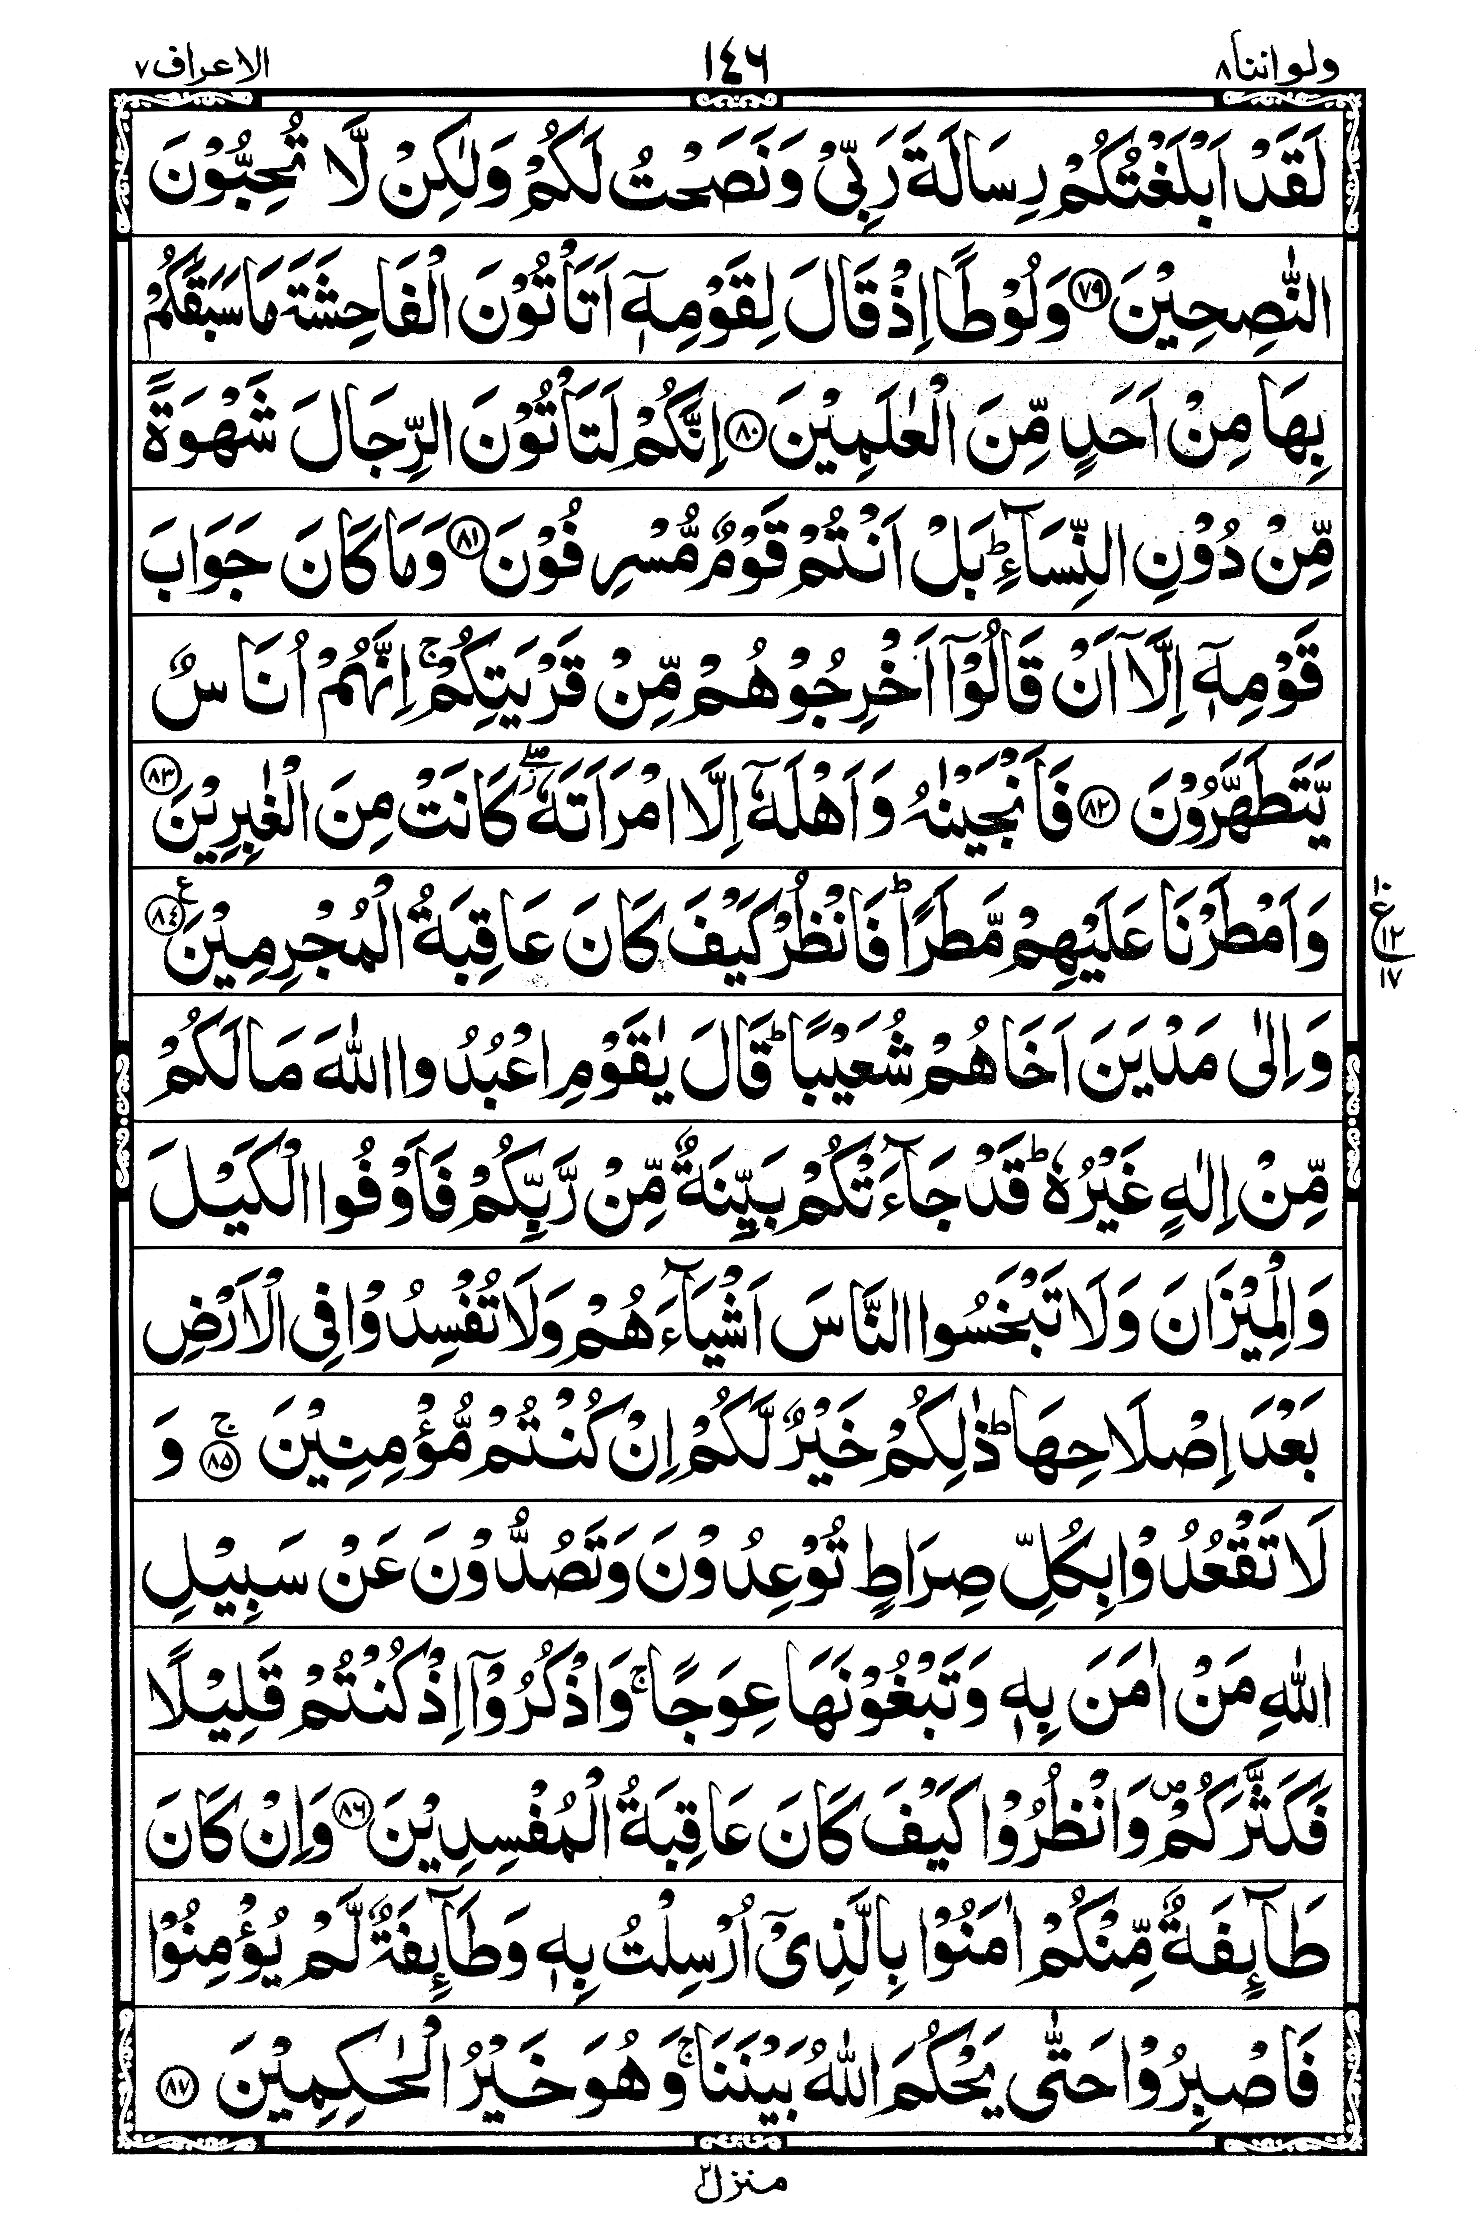 ولو اننا ٨ ١٤٦ الاعراف ٧
لَقَدْ اَبْلَغْتُكُمْ رِسَالَةَ رَبِّيْ وَنَصَحْتُ لَكُمْ وَلٰكِنْ لَّا تُحِبُّوْنَ
النّٰصِحِيْنَ ﴿٧٩﴾ وَلُوْطًا اِذْ قَالَ لِقَوْمِهٖٓ اَتَاْتُوْنَ الْفَاحِشَةَ مَا سَبَقَكُمْ
بِهَا مِنْ اَحَدٍ مِّنَ الْعٰلَمِيْنَ ﴿٨٠﴾ اِنَّكُمْ لَتَاْتُوْنَ الرِّجَالَ شَهْوَةً
مِّنْ دُوْنِ النِّسَآءِ ؕ بَلْ اَنْتُمْ قَوْمٌ مُّسْرِفُوْنَ ﴿٨١﴾ وَمَا كَانَ جَوَابَ
قَوْمِهٖٓ اِلَّآ اَنْ قَالُوْٓا اَخْرِجُوْهُمْ مِّنْ قَرْيَتِكُمْ ۚ اِنَّهُمْ اُنَاسٌ
يَّتَطَهَّرُوْنَ ﴿٨٢﴾ فَاَنْجَيْنٰهُ وَاَهْلَهٗٓ اِلَّا امْرَاَتَهٗ ۖ كَانَتْ مِنَ الْغٰبِرِيْنَ ﴿٨٣﴾
وَاَمْطَرْنَا عَلَيْهِمْ مَّطَرًا ؕ فَانْظُرْ كَيْفَ كَانَ عَاقِبَةُ الْمُجْرِمِيْنَ ﴿٨٤﴾ ع
١٠ ع ١٢ ١٧
وَاِلٰى مَدْيَنَ اَخَاهُمْ شُعَيْبًا ؕ قَالَ يٰقَوْمِ اعْبُدُوا اللّٰهَ مَا لَكُمْ
مِّنْ اِلٰهٍ غَيْرُهٗ ؕ قَدْ جَآءَتْكُمْ بَيِّنَةٌ مِّنْ رَّبِّكُمْ فَاَوْفُوا الْكَيْلَ
وَالْمِيْزَانَ وَلَا تَبْخَسُوا النَّاسَ اَشْيَآءَهُمْ وَلَا تُفْسِدُوْا فِي الْاَرْضِ
بَعْدَ اِصْلَاحِهَا ؕ ذٰلِكُمْ خَيْرٌ لَّكُمْ اِنْ كُنْتُمْ مُّؤْمِنِيْنَ ۚ ﴿٨٥﴾ وَ
لَا تَقْعُدُوْا بِكُلِّ صِرَاطٍ تُوْعِدُوْنَ وَتَصُدُّوْنَ عَنْ سَبِيْلِ
اللّٰهِ مَنْ اٰمَنَ بِهٖ وَتَبْغُوْنَهَا عِوَجًا ۚ وَاذْكُرُوْٓا اِذْ كُنْتُمْ قَلِيْلًا
فَكَثَّرَكُمْ ۪ وَانْظُرُوْا كَيْفَ كَانَ عَاقِبَةُ الْمُفْسِدِيْنَ ﴿٨٦﴾ وَاِنْ كَانَ
طَآئِفَةٌ مِّنْكُمْ اٰمَنُوْا بِالَّذِيْٓ اُرْسِلْتُ بِهٖ وَطَآئِفَةٌ لَّمْ يُؤْمِنُوْا
فَاصْبِرُوْا حَتّٰى يَحْكُمَ اللّٰهُ بَيْنَنَا ۚ وَهُوَ خَيْرُ الْحٰكِمِيْنَ ﴿٨٧﴾
منزل ٢